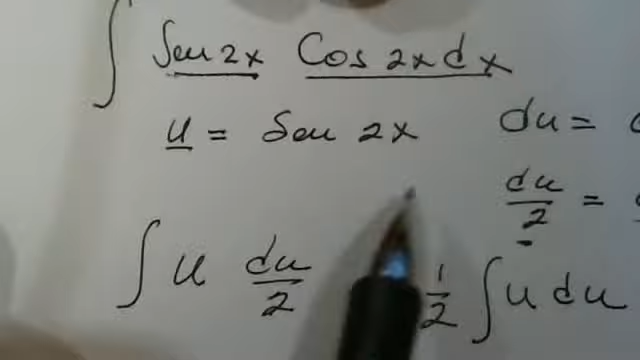 ∫ Sen 2x Cos 2x dx
u = Sen 2x du =
du/2 =
∫ u du/2 1/2 ∫ u du